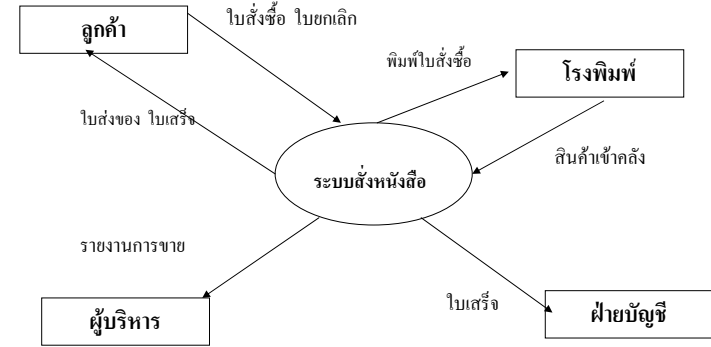 ใบสั่งซื้อ ใบยกเลิก
ลูกค้า
พิมพ์ใบสั่งซื้อ
โรงพิมพ์
ใบส่งของ ใบเสร็จ
สินค้าเข้าคลัง
ระบบสั่งหนังสือ
รายงานการขาย
ใบเสร็จ
ผู้บริหาร
ฝ่ายบัญชี